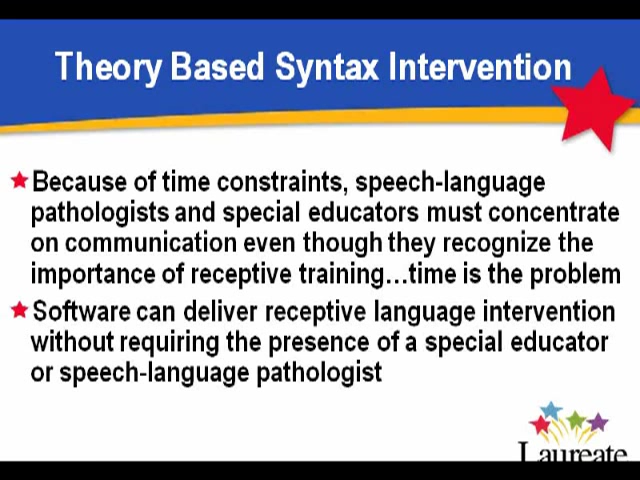 Theory Based Syntax Intervention
Because of time constraints, speech-language
pathologists and special educators must concentrate
on communication even though they recognize the
importance of receptive training...time is the problem
Software can deliver receptive language intervention
without requiring the presence of a special educator
or speech-language pathologist
Laureate